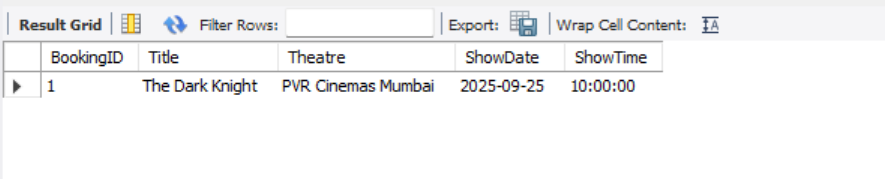 Result Grid Filter Rows: Export: Wrap Cell Content: IA
BookingID Title Theatre ShowDate ShowTime
1 The Dark Knight PVR Cinemas Mumbai 2025-09-25 10:00:00